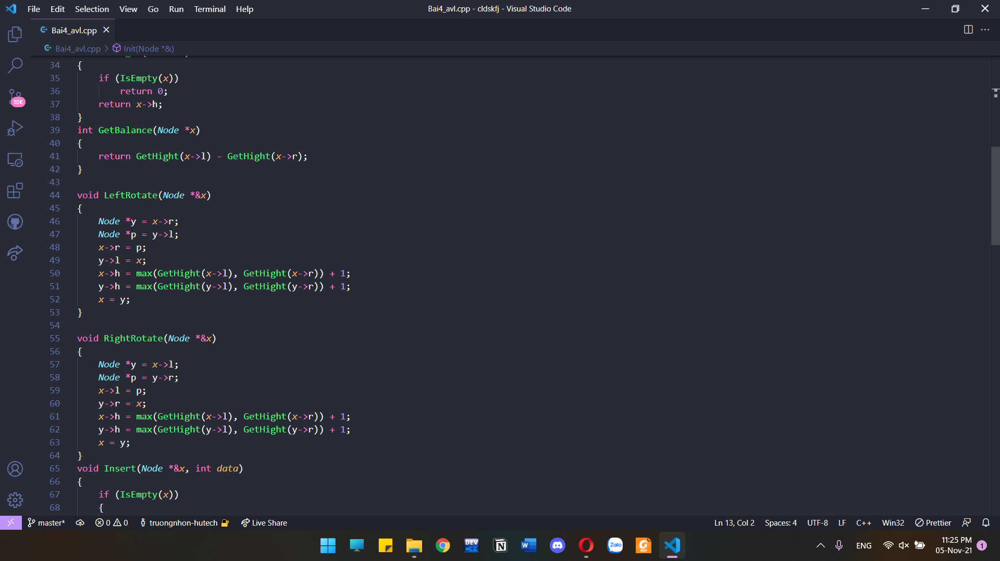 File Edit Selection View Go Run Terminal Help
Bai4_avl.cpp - cldskfj - Visual Studio Code
Bai4_avl.cpp
Bai4_avl.cpp > Init(Node *&)
34 {
35 if (IsEmpty(x))
36 return 0;
37 return x->h;
38 }
39 int GetBalance(Node *x)
40 {
41 return GetHight(x->l) - GetHight(x->r);
42 }
43
44 void LeftRotate(Node *&x)
45 {
46 Node *y = x->r;
47 Node *p = y->l;
48 x->r = p;
49 y->l = x;
50 x->h = max(GetHight(x->l), GetHight(x->r)) + 1;
51 y->h = max(GetHight(y->l), GetHight(y->r)) + 1;
52 x = y;
53 }
54
55 void RightRotate(Node *&x)
56 {
57 Node *y = x->l;
58 Node *p = y->r;
59 x->l = p;
60 y->r = x;
61 x->h = max(GetHight(x->l), GetHight(x->r)) + 1;
62 y->h = max(GetHight(y->l), GetHight(y->r)) + 1;
63 x = y;
64 }
65 void Insert(Node *&x, int data)
66 {
67 if (IsEmpty(x))
68 {
10K
master* 0 0 truongnhon-hutech Live Share
Ln 13, Col 2 Spaces: 4 UTF-8 LF C++ Win32 Prettier
DEV C++ N W Zalo PDF
ENG
11:25 PM
05-Nov-21
1